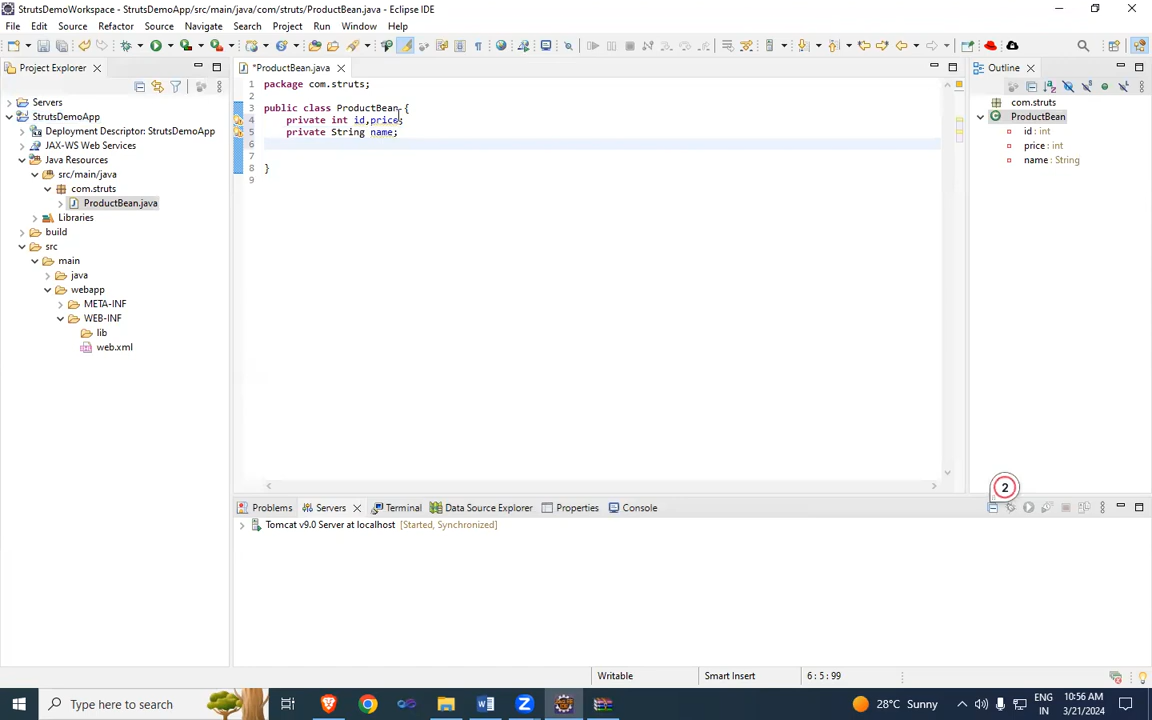 StrutsDemoWorkspace - StrutsDemoApp/src/main/java/com/struts/ProductBean.java - Eclipse IDE
File Edit Source Refactor Source Navigate Search Project Run Window Help
Project Explorer
Servers
StrutsDemoApp
Deployment Descriptor: StrutsDemoApp
JAX-WS Web Services
Java Resources
src/main/java
com.struts
ProductBean.java
Libraries
build
src
main
java
webapp
META-INF
WEB-INF
lib
web.xml
*ProductBean.java
1 package com.struts;
2
3 public class ProductBean {
4 private int id,price;
5 private String name;
6
7
8 }
9
Outline
com.struts
ProductBean
id : int
price : int
name : String
2
Problems Servers Terminal Data Source Explorer Properties Console
Tomcat v9.0 Server at localhost [Started, Synchronized]
Writable Smart Insert 6 : 5 : 99
Type here to search
28°C Sunny
ENG
IN
10:56 AM
3/21/2024